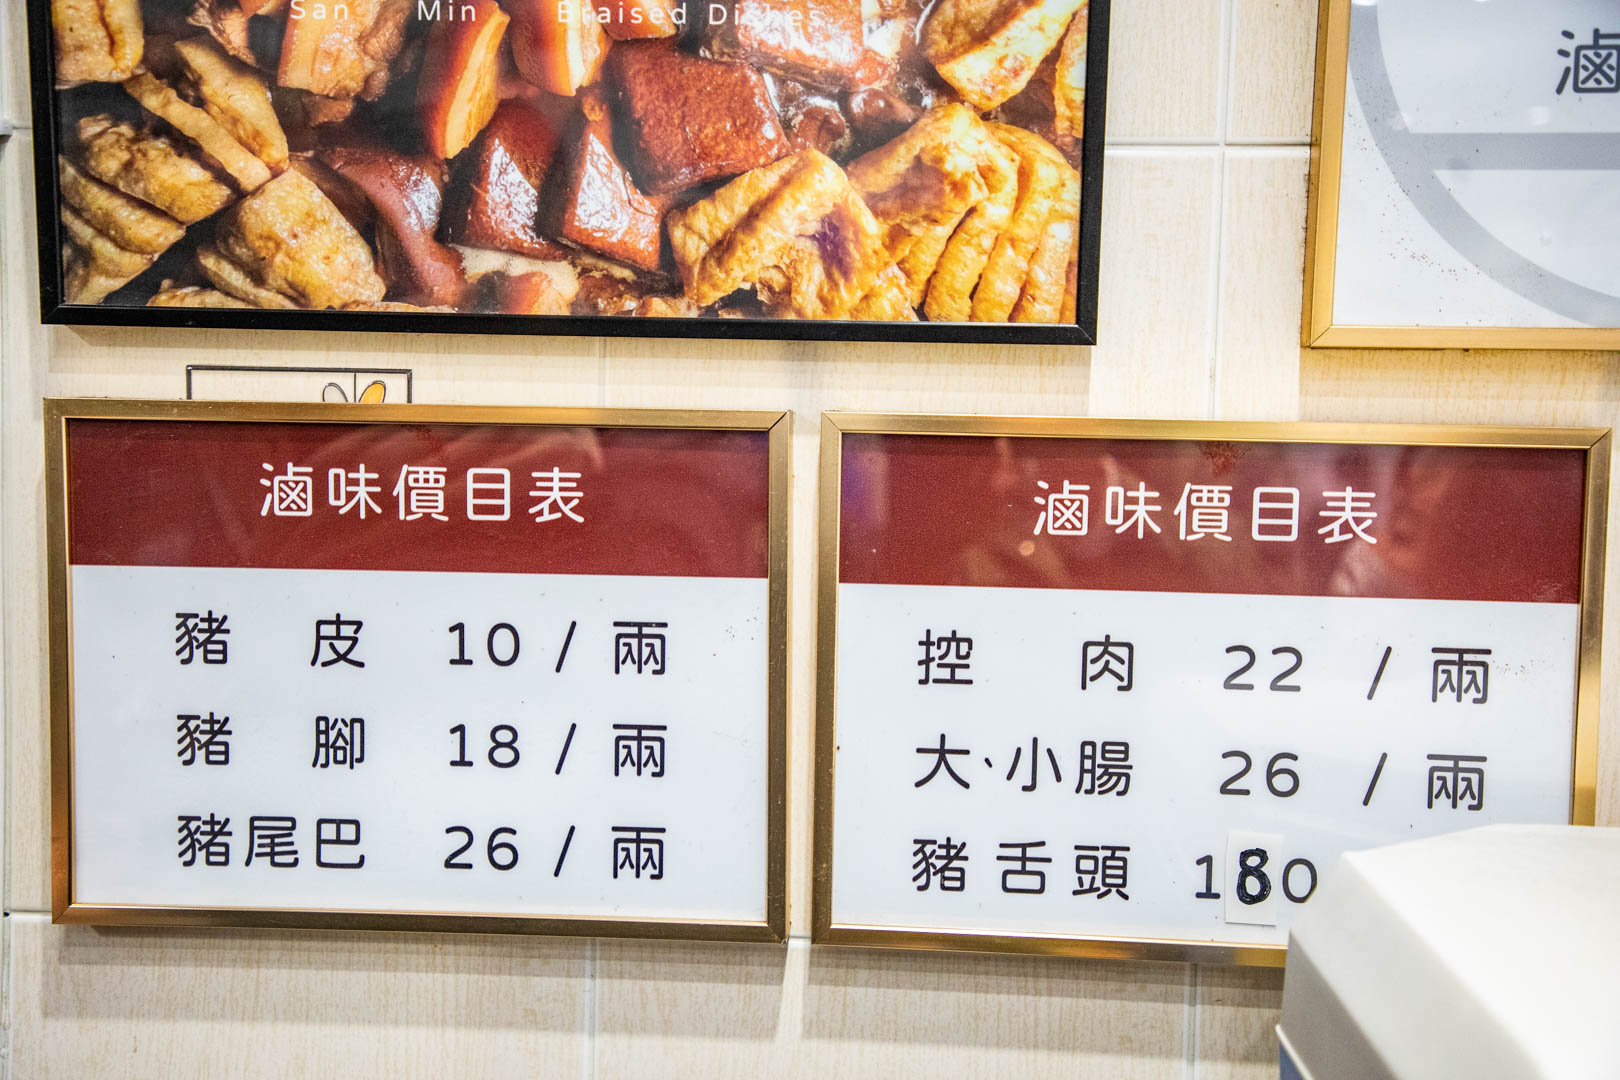 San Min Braised Dishes
滷
滷味價目表
豬皮 10 / 兩
豬腳 18 / 兩
豬尾巴 26 / 兩
滷味價目表
控肉 22 / 兩
大、小腸 26 / 兩
豬舌頭 180